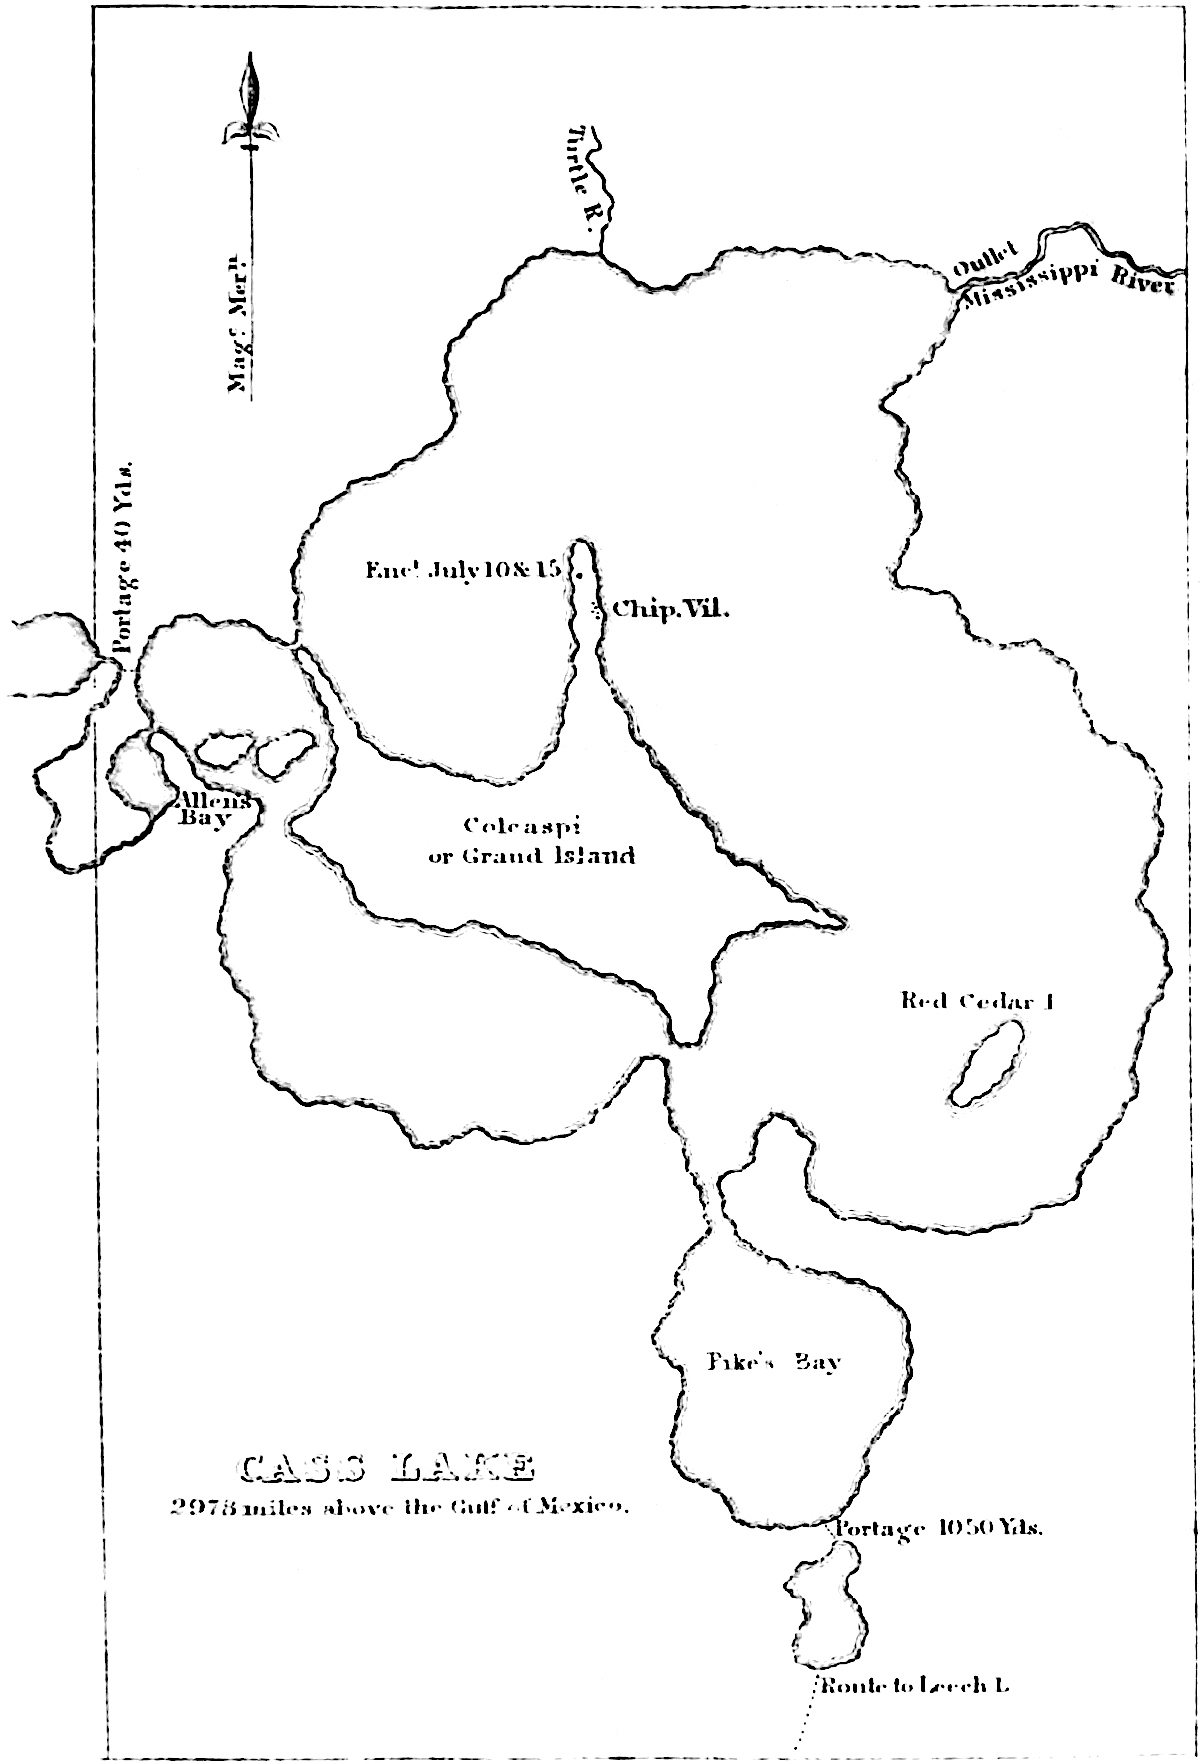 Turtle R.
Outlet
Mississippi River
Mag.c Mer.n
Portage 40 Yds.
Enct. July 10 & 15
Chip. Vil.
Allens
Bay
Colcaspi
or Grand Island
Red Cedar I
Pike's Bay
CASS LAKE
2978 miles above the Gulf of Mexico.
Portage 1050 Yds.
Route to Leech L